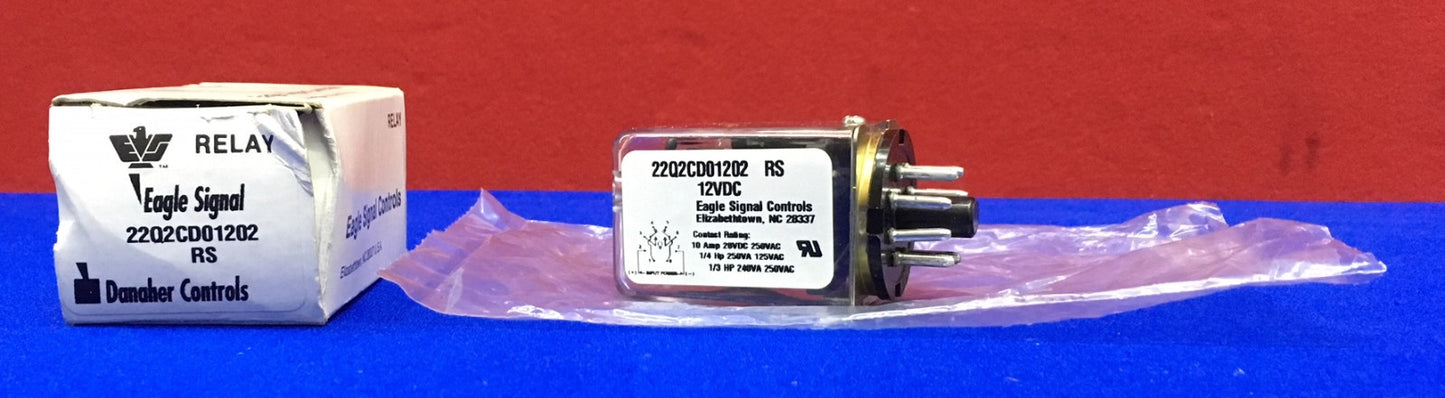 RELAY
Eagle Signal
22Q2CD01202
RS
Danaher Controls
RELAY
Eagle Signal Controls
22Q2CD01202 RS
12VDC
Eagle Signal Controls
Elizabethtown, NC 28337
Contact Rating:
10 Amp 28VDC 250VAC
1/4 Hp 250VA 125VAC
1/3 HP 240VA 250VAC